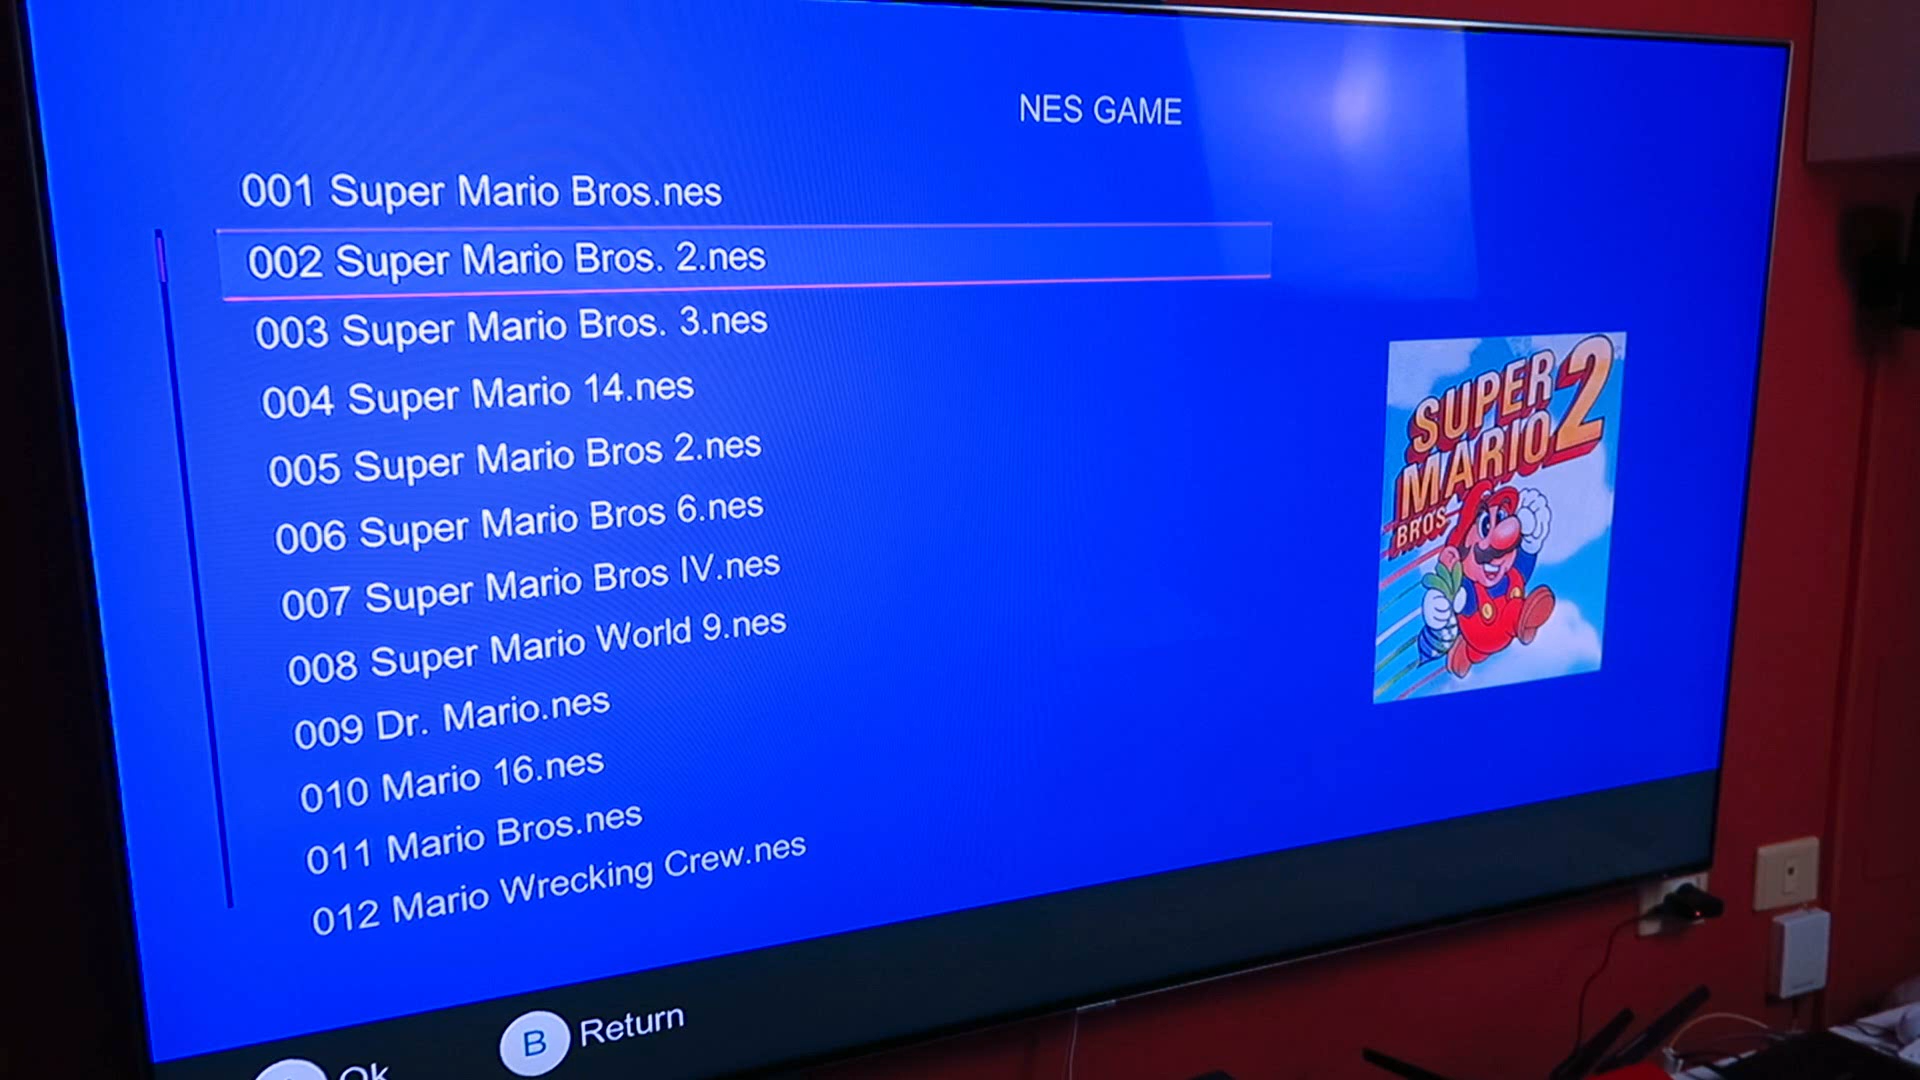 NES GAME
001 Super Mario Bros.nes
002 Super Mario Bros. 2.nes
003 Super Mario Bros. 3.nes
004 Super Mario 14.nes
005 Super Mario Bros 2.nes
006 Super Mario Bros 6.nes
007 Super Mario Bros IV.nes
008 Super Mario World 9.nes
009 Dr. Mario.nes
010 Mario 16.nes
011 Mario Bros.nes
012 Mario Wrecking Crew.nes
SUPER
MARIO 2
BROS
Ok
B Return